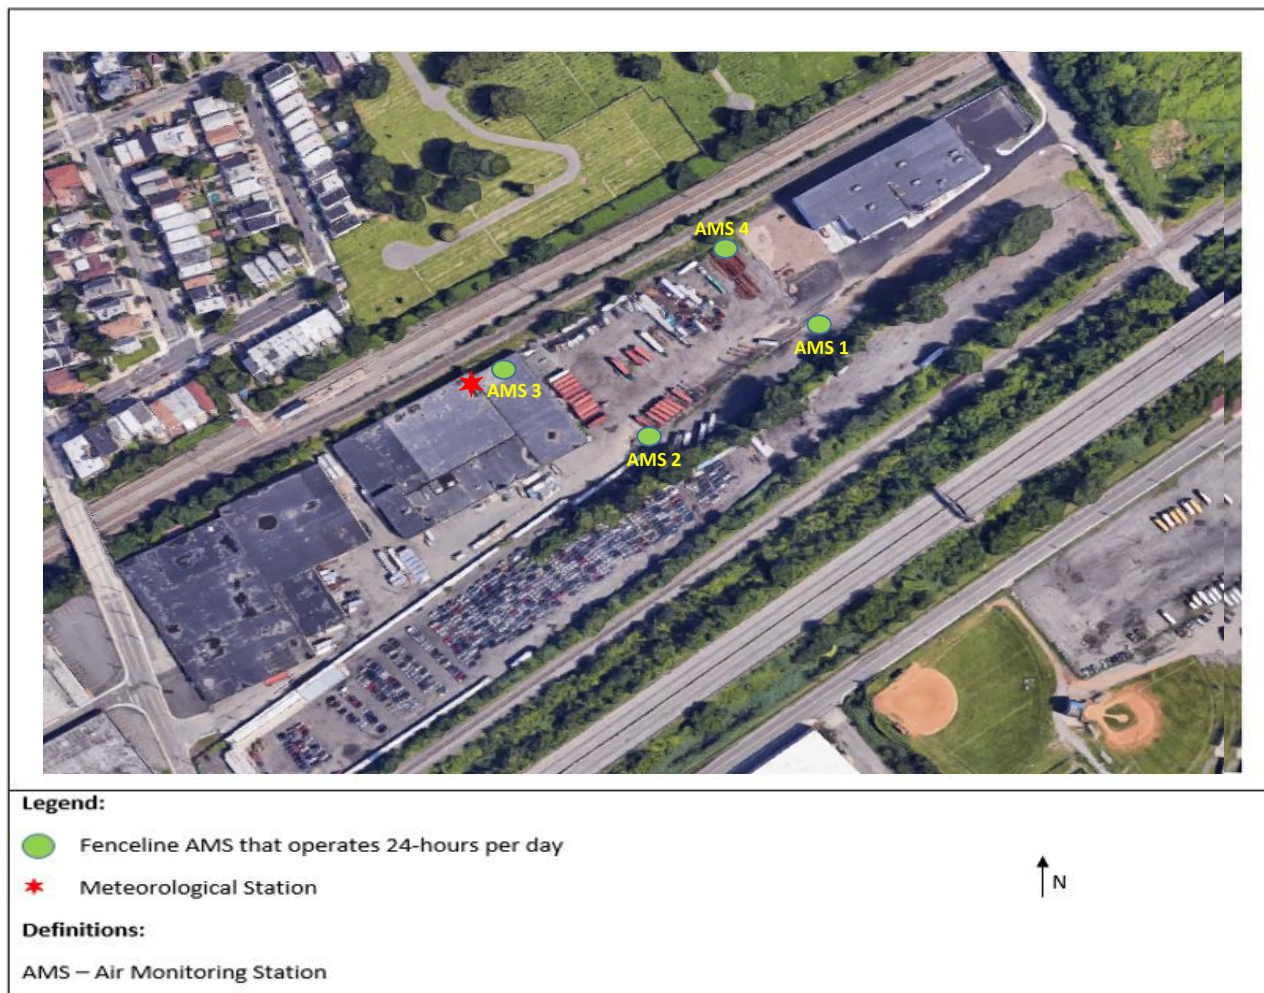 AMS 4
AMS 1
AMS 3
AMS 2
Legend:
Fenceline AMS that operates 24-hours per day
Meteorological Station
N
Definitions:
AMS – Air Monitoring Station